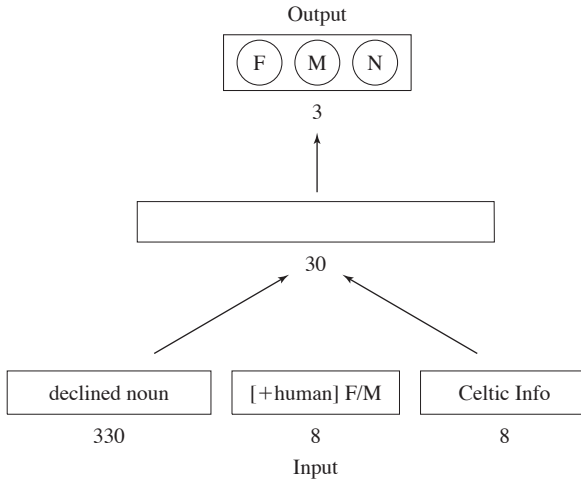 Output
F M N
3
30
declined noun [+human] F/M Celtic Info
330 8 8
Input